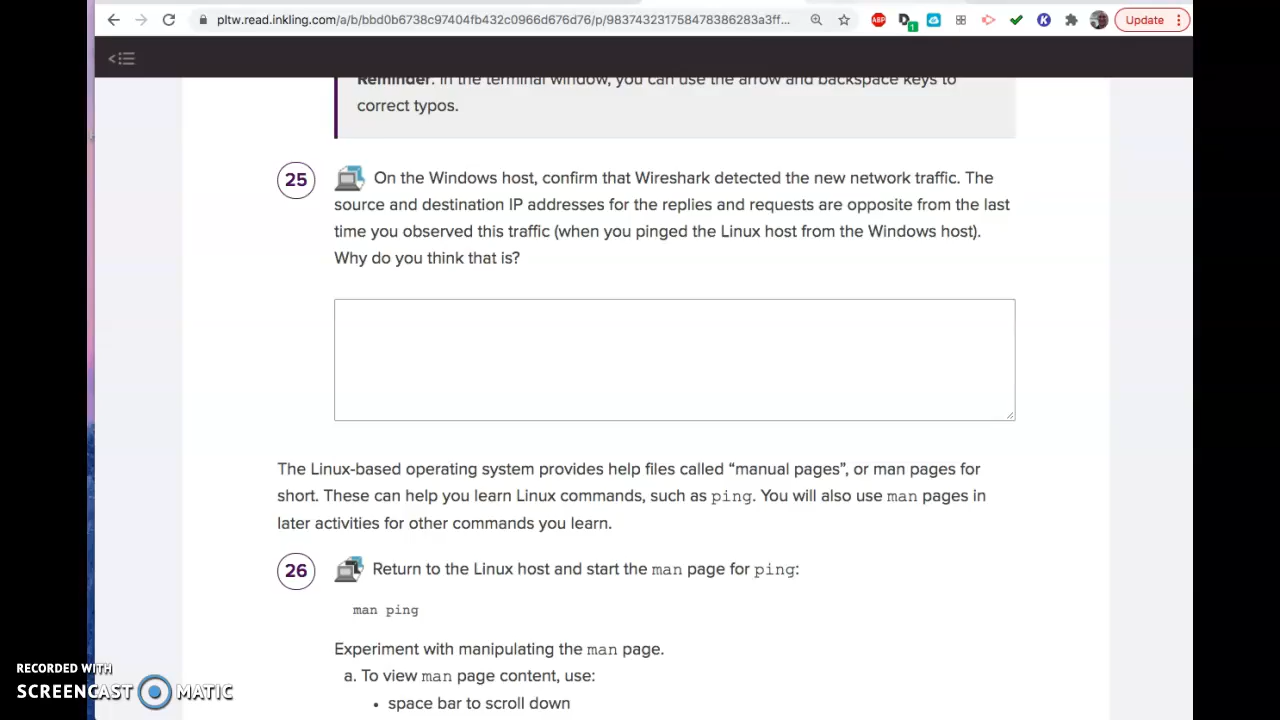 pltw.read.inkling.com/a/b/bbd0b6738c97404fb432c0966d676d76/p/983743231758478386283a3ff...
ABP
1
K
Update
Reminder: In the terminal window, you can use the arrow and backspace keys to
correct typos.
25
On the Windows host, confirm that Wireshark detected the new network traffic. The
source and destination IP addresses for the replies and requests are opposite from the last
time you observed this traffic (when you pinged the Linux host from the Windows host).
Why do you think that is?
The Linux-based operating system provides help files called “manual pages”, or man pages for
short. These can help you learn Linux commands, such as ping. You will also use man pages in
later activities for other commands you learn.
26
Return to the Linux host and start the man page for ping:
man ping
Experiment with manipulating the man page.
a. To view man page content, use:
• space bar to scroll down
RECORDED WITH
SCREENCAST MATIC